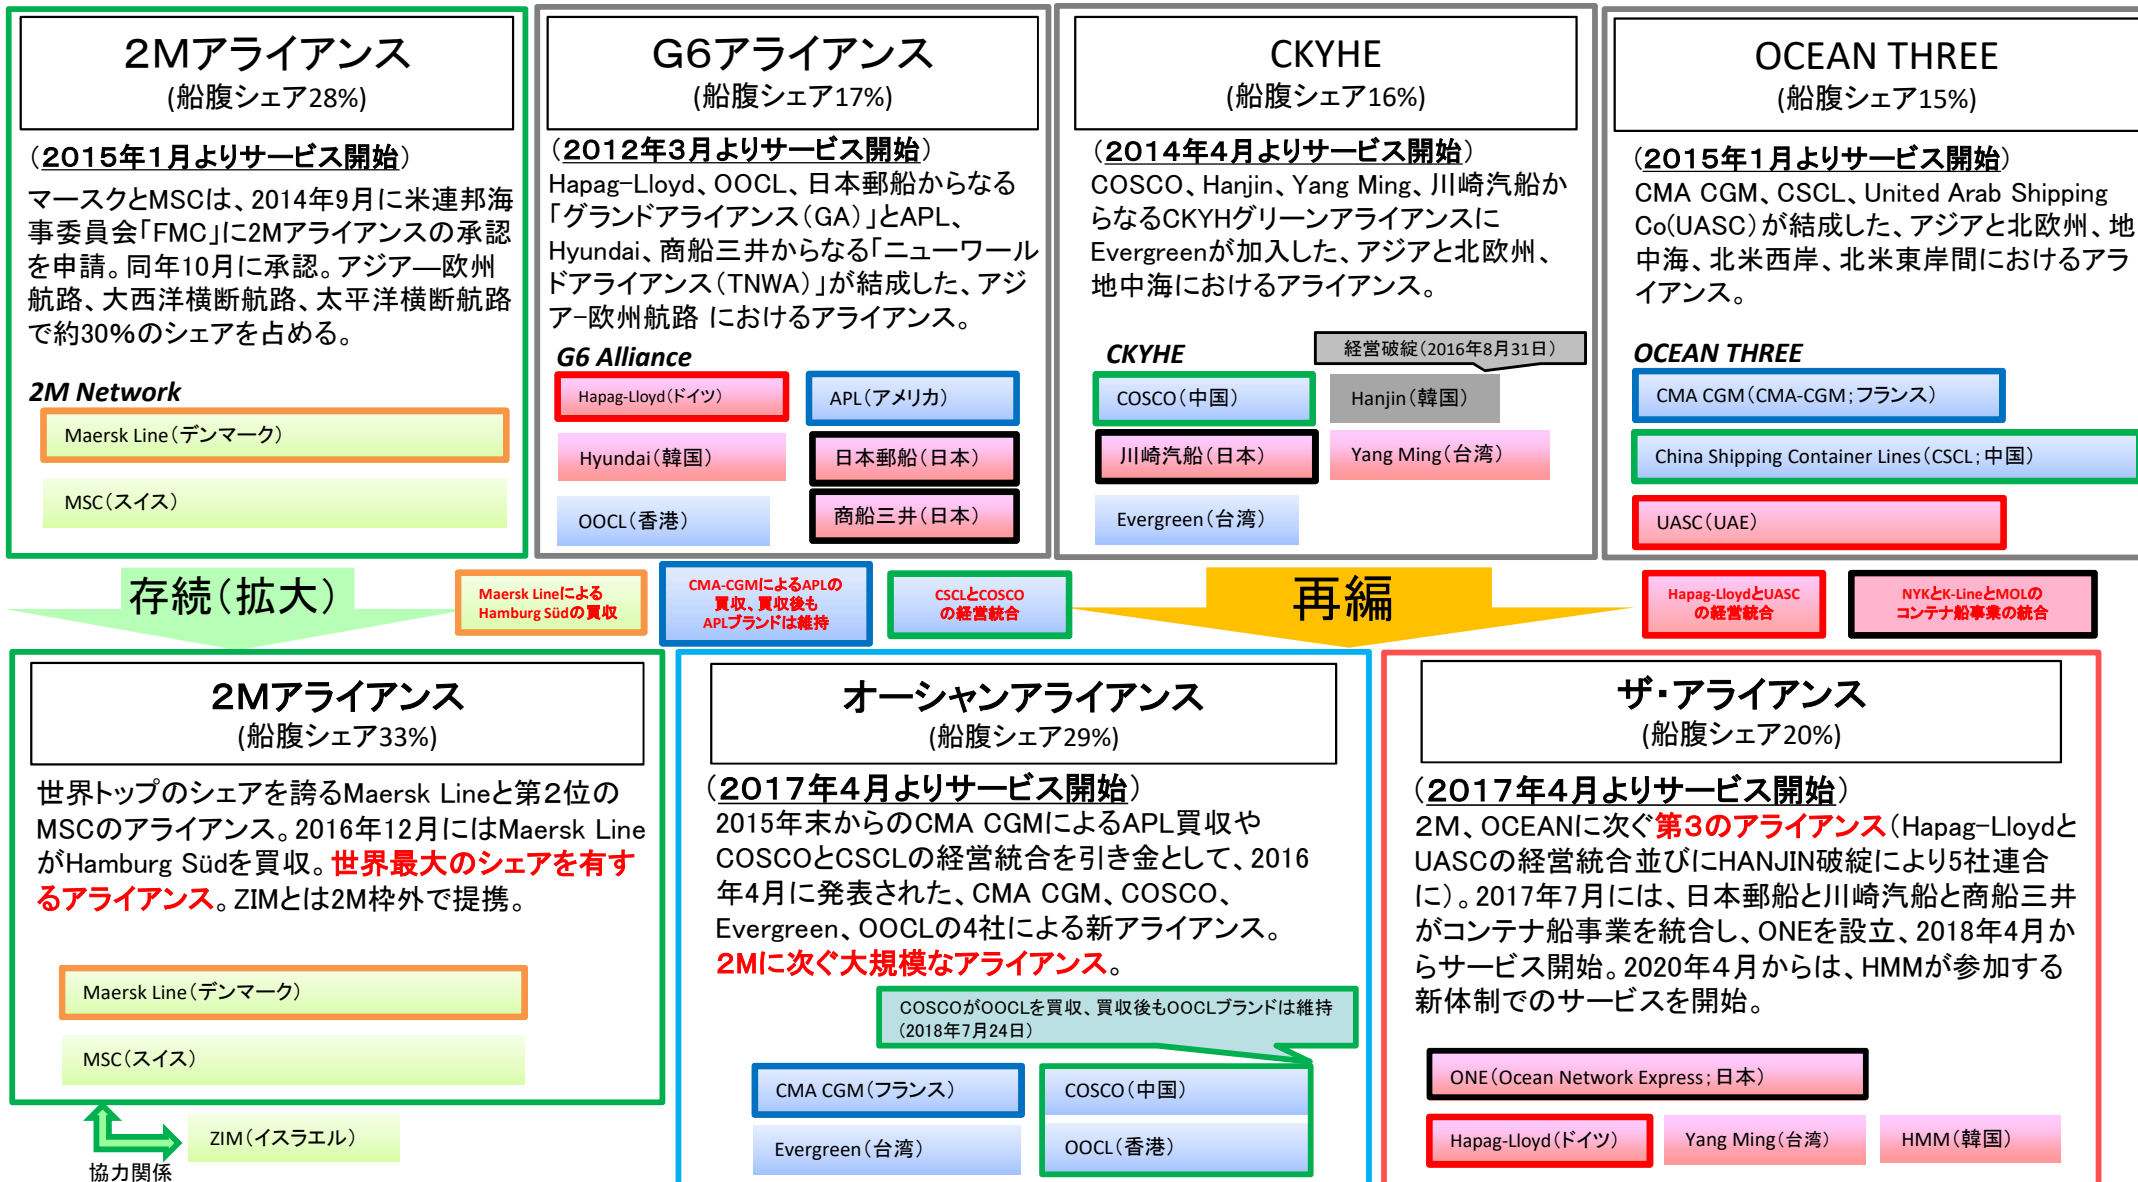 2Mアライアンス
(船腹シェア28%)
(2015年1月よりサービス開始)
マースクとMSCは、2014年9月に米連邦海
事委員会「FMC」に2Mアライアンスの承認
を申請。同年10月に承認。アジア―欧州
航路、大西洋横断航路、太平洋横断航路
で約30%のシェアを占める。
2M Network
Maersk Line(デンマーク)
MSC(スイス)
G6アライアンス
(船腹シェア17%)
(2012年3月よりサービス開始)
Hapag-Lloyd、OOCL、日本郵船からなる
「グランドアライアンス(GA)」とAPL、
Hyundai、商船三井からなる「ニューワール
ドアライアンス(TNWA)」が結成した、アジ
ア-欧州航路 におけるアライアンス。
G6 Alliance
Hapag-Lloyd(ドイツ)
APL(アメリカ)
Hyundai(韓国)
日本郵船(日本)
OOCL(香港)
商船三井(日本)
CKYHE
(船腹シェア16%)
(2014年4月よりサービス開始)
COSCO、Hanjin、Yang Ming、川崎汽船か
らなるCKYHグリーンアライアンスに
Evergreenが加入した、アジアと北欧州、
地中海におけるアライアンス。
CKYHE
経営破綻(2016年8月31日)
COSCO(中国)
Hanjin(韓国)
川崎汽船(日本)
Yang Ming(台湾)
Evergreen(台湾)
OCEAN THREE
(船腹シェア15%)
(2015年1月よりサービス開始)
CMA CGM、CSCL、United Arab Shipping
Co(UASC)が結成した、アジアと北欧州、地
中海、北米西岸、北米東岸間におけるアラ
イアンス。
OCEAN THREE
CMA CGM(CMA-CGM;フランス)
China Shipping Container Lines(CSCL;中国)
UASC(UAE)
存続(拡大)
Maersk Lineによる
Hamburg Südの買収
CMA-CGMによるAPLの
買収、買収後も
APLブランドは維持
CSCLとCOSCO
の経営統合
再編
Hapag-LloydとUASC
の経営統合
NYKとK-LineとMOLの
コンテナ船事業の統合
2Mアライアンス
(船腹シェア33%)
世界トップのシェアを誇るMaersk Lineと第2位の
MSCのアライアンス。2016年12月にはMaersk Line
がHamburg Südを買収。世界最大のシェアを有す
るアライアンス。ZIMとは2M枠外で提携。
Maersk Line(デンマーク)
MSC(スイス)
ZIM(イスラエル)
協力関係
オーシャンアライアンス
(船腹シェア29%)
(2017年4月よりサービス開始)
2015年末からのCMA CGMによるAPL買収や
COSCOとCSCLの経営統合を引き金として、2016
年4月に発表された、CMA CGM、COSCO、
Evergreen、OOCLの4社による新アライアンス。
2Mに次ぐ大規模なアライアンス。
COSCOがOOCLを買収、買収後もOOCLブランドは維持
(2018年7月24日)
CMA CGM(フランス)
COSCO(中国)
Evergreen(台湾)
OOCL(香港)
ザ・アライアンス
(船腹シェア20%)
(2017年4月よりサービス開始)
2M、OCEANに次ぐ第3のアライアンス(Hapag-Lloydと
UASCの経営統合並びにHANJIN破綻により5社連合
に)。2017年7月には、日本郵船と川崎汽船と商船三井
がコンテナ船事業を統合し、ONEを設立、2018年4月か
らサービス開始。2020年4月からは、HMMが参加する
新体制でのサービスを開始。
ONE(Ocean Network Express;日本)
Hapag-Lloyd(ドイツ)
Yang Ming(台湾)
HMM(韓国)